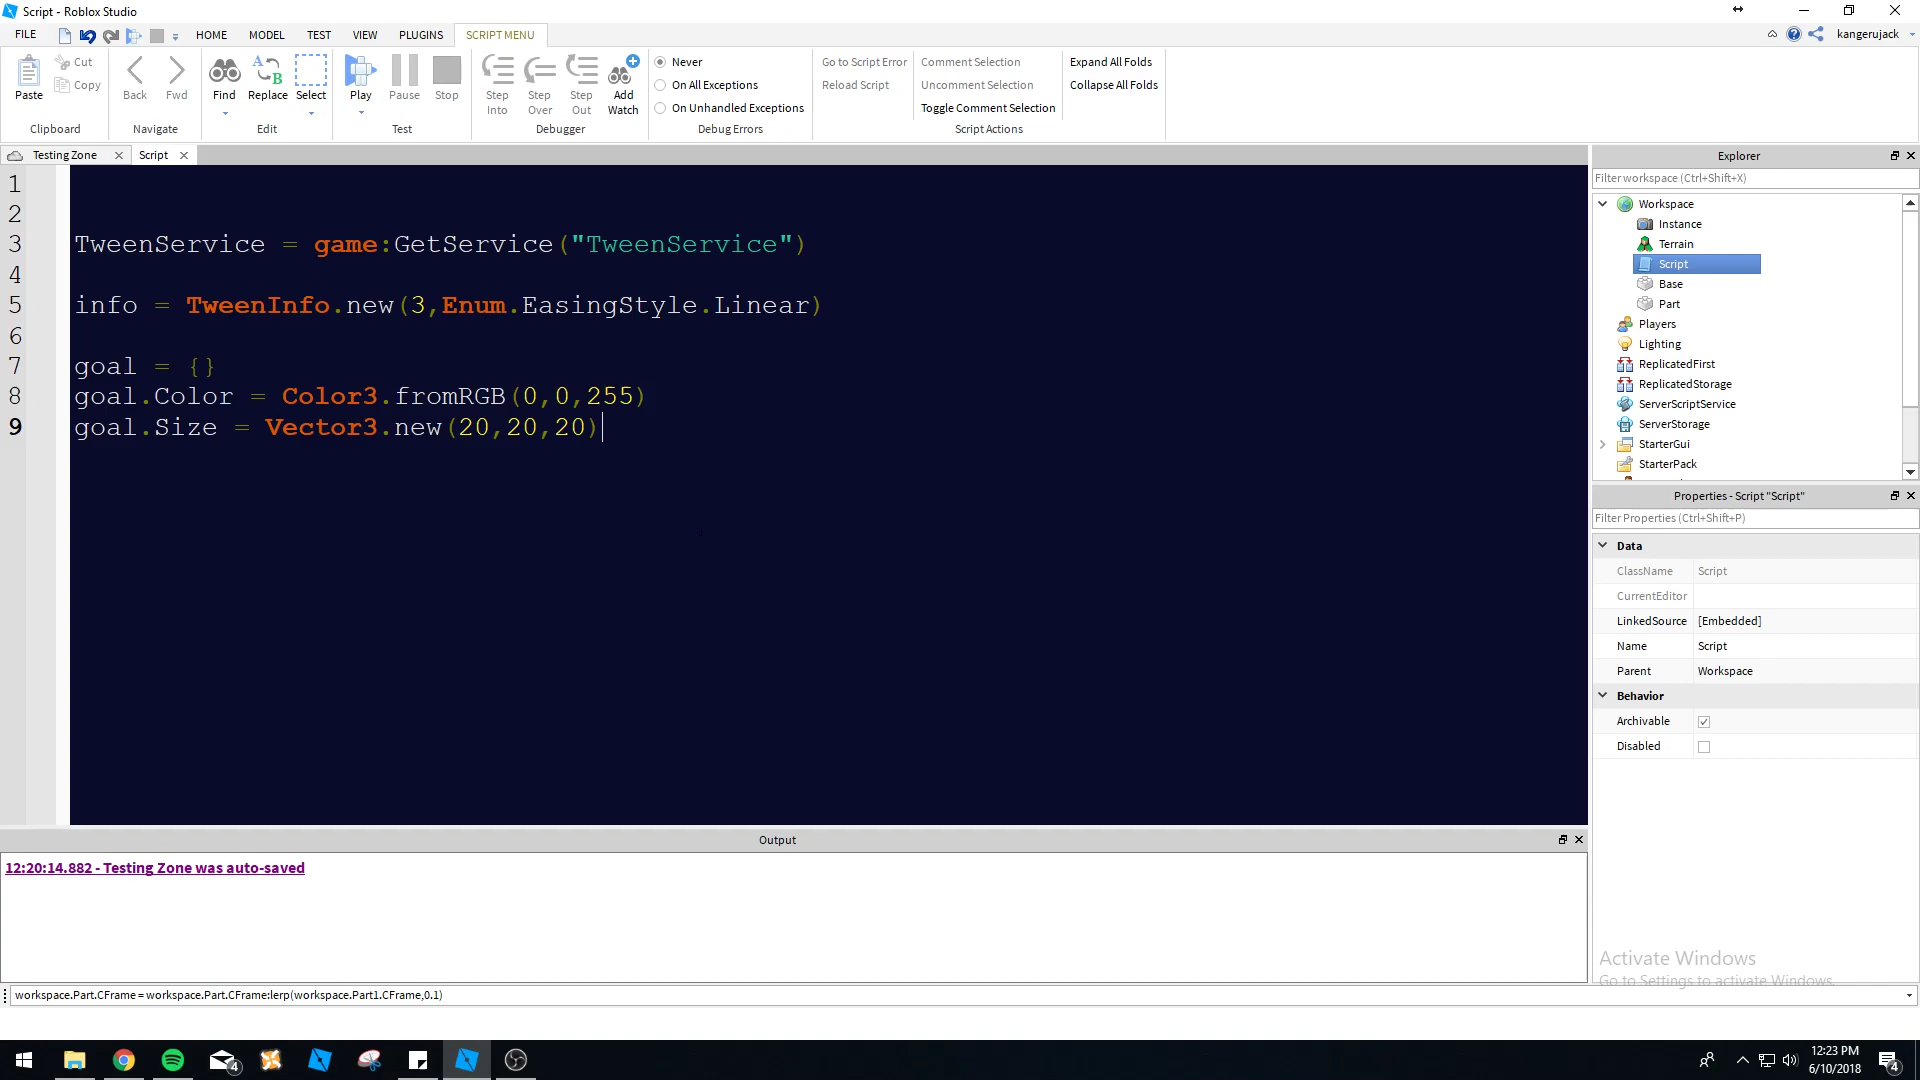 Script - Roblox Studio
FILE HOME MODEL TEST VIEW PLUGINS SCRIPT MENU kangerujack
Paste Cut Copy Back Fwd Find Replace Select Play Pause Stop Step Into Step Over Step Out Add Watch
Never
On All Exceptions
On Unhandled Exceptions
Go to Script Error
Reload Script
Comment Selection
Uncomment Selection
Toggle Comment Selection
Expand All Folds
Collapse All Folds
Clipboard Navigate Edit Test Debugger Debug Errors Script Actions
Testing Zone Script
1
2
3 TweenService = game:GetService("TweenService")
4
5 info = TweenInfo.new(3,Enum.EasingStyle.Linear)
6
7 goal = {}
8 goal.Color = Color3.fromRGB(0,0,255)
9 goal.Size = Vector3.new(20,20,20)
Explorer
Filter workspace (Ctrl+Shift+X)
Workspace
Instance
Terrain
Script
Base
Part
Players
Lighting
ReplicatedFirst
ReplicatedStorage
ServerScriptService
ServerStorage
StarterGui
StarterPack
Properties - Script "Script"
Filter Properties (Ctrl+Shift+P)
Data
ClassName Script
CurrentEditor
LinkedSource [Embedded]
Name Script
Parent Workspace
Behavior
Archivable
Disabled
Output
12:20:14.882 - Testing Zone was auto-saved
Activate Windows
Go to Settings to activate Windows.
workspace.Part.CFrame = workspace.Part.CFrame:lerp(workspace.Part1.CFrame,0.1)
4
12:23 PM
6/10/2018
4